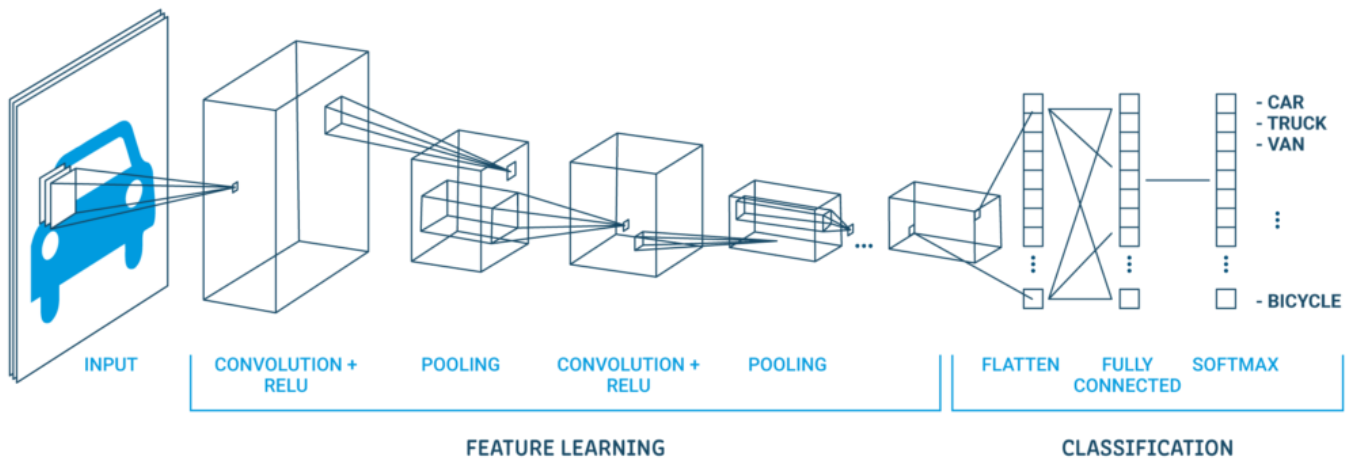 - CAR
- TRUCK
- VAN
- BICYCLE
INPUT
CONVOLUTION +
RELU
POOLING
CONVOLUTION +
RELU
POOLING
FLATTEN
FULLY
CONNECTED
SOFTMAX
FEATURE LEARNING
CLASSIFICATION